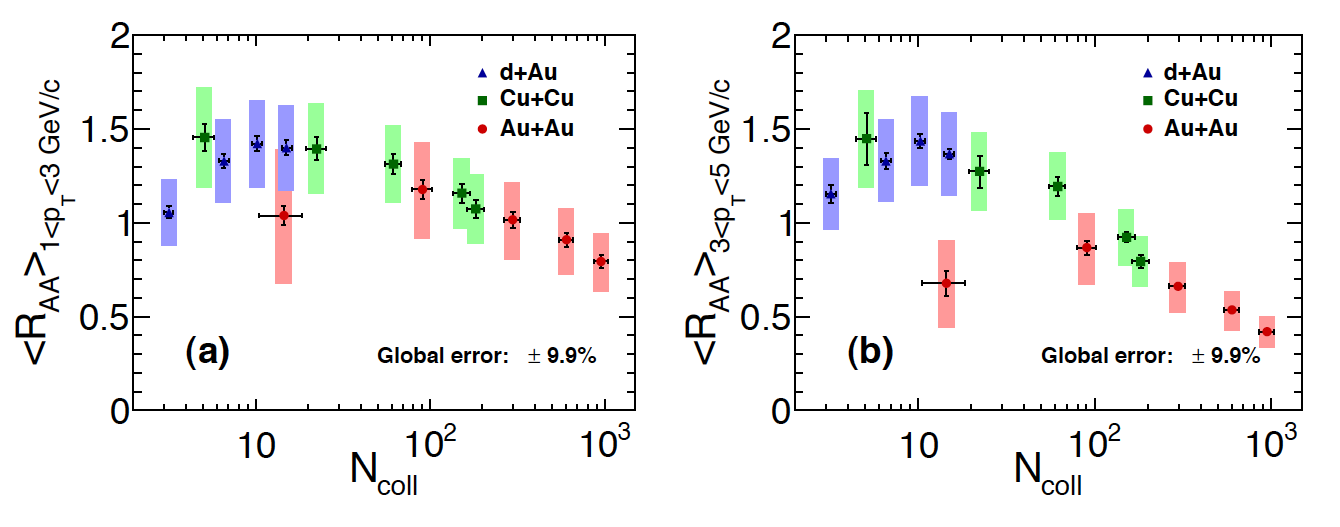 2
1.5
1
0.5
0
<R_AA>_1<p_T<3 GeV/c
d+Au
Cu+Cu
Au+Au
(a)
Global error: ± 9.9%
10
10²
10³
N_coll
2
1.5
1
0.5
0
<R_AA>_3<p_T<5 GeV/c
d+Au
Cu+Cu
Au+Au
(b)
Global error: ± 9.9%
10
10²
10³
N_coll